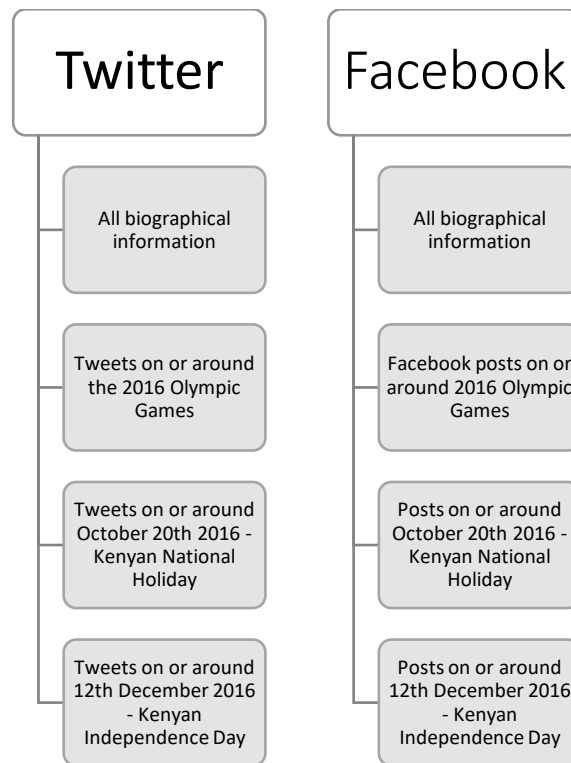 Twitter
All biographical
information
Tweets on or around
the 2016 Olympic
Games
Tweets on or around
October 20th 2016 -
Kenyan National
Holiday
Tweets on or around
12th December 2016
- Kenyan
Independence Day
Facebook
All biographical
information
Facebook posts on or
around 2016 Olympic
Games
Posts on or around
October 20th 2016 -
Kenyan National
Holiday
Posts on or around
12th December 2016
- Kenyan
Independence Day